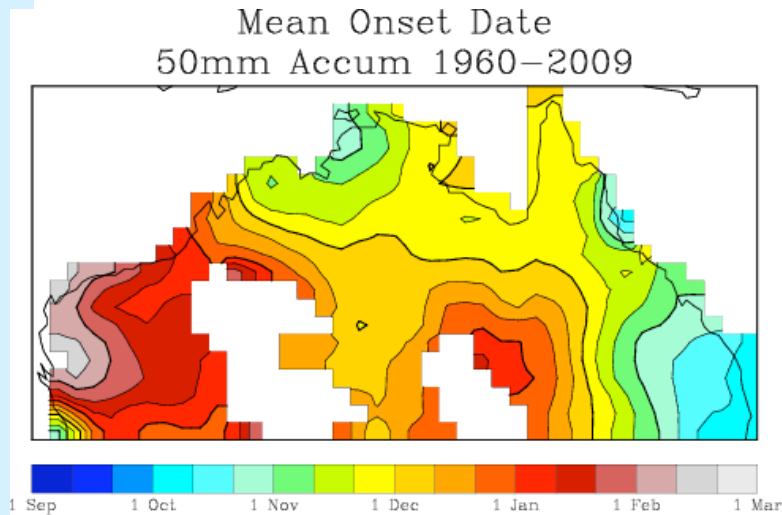 Mean Onset Date
50mm Accum 1960-2009
1 Sep 1 Oct 1 Nov 1 Dec 1 Jan 1 Feb 1 Mar